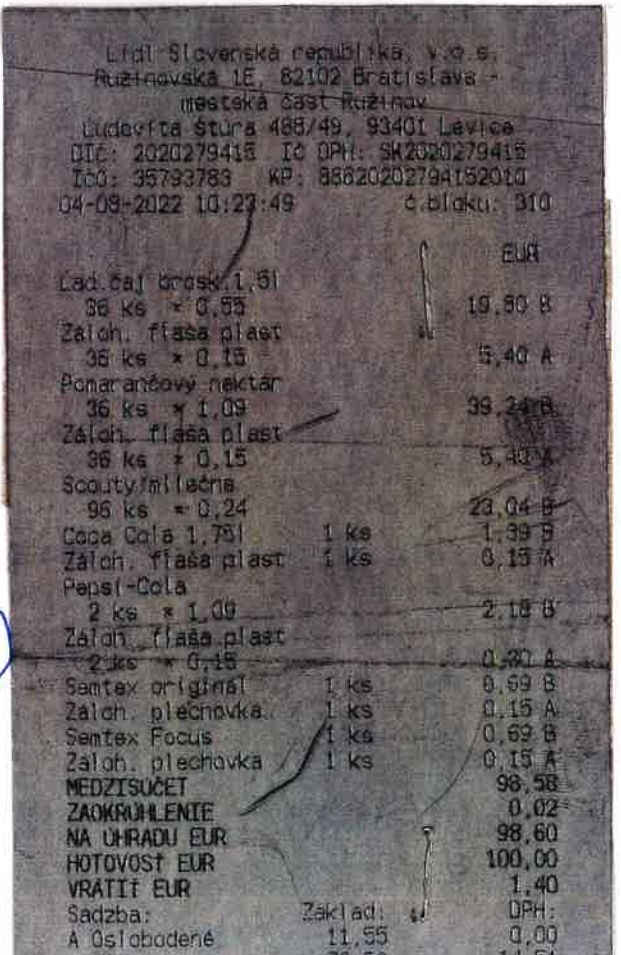 Lidl Slovenská republika, v.o.s.
Ružinovská 1E, 82102 Bratislava -
mestská časť Ružinov
Ľudovíta Štúra 488/49, 93401 Levice
DIČ: 2020279415 IČ DPH: SK2020279415
IČO: 35793783 KP: 88820202794152010
04-08-2022 10:23:49 č.bloku: 310
EUR
Ľad.čaj brosk.1,5l
36 ks * 0,55 19,80 B
Záloh. fľaša plast
36 ks * 0,15 5,40 A
Pomarančový nektár
36 ks * 1,09 39,24 B
Záloh. fľaša plast
36 ks * 0,15 5,40 A
Scouty mliečne
96 ks * 0,24 23,04 B
Coca Cola 1,75l 1 ks 1,39 B
Záloh. fľaša plast 1 ks 0,15 A
Pepsi-Cola
2 ks * 1,09 2,18 B
Záloh. fľaša plast
2 ks * 0,15 0,30 A
Semtex originál 1 ks 0,69 B
Záloh. plechovka 1 ks 0,15 A
Semtex Focus 1 ks 0,69 B
Záloh. plechovka 1 ks 0,15 A
MEDZISÚČET 98,58
ZAOKRÚHLENIE 0,02
NA ÚHRADU EUR 98,60
HOTOVOSŤ EUR 100,00
VRÁTIŤ EUR 1,40
Sadzba: Základ: DPH:
A Oslobodené 11,55 0,00